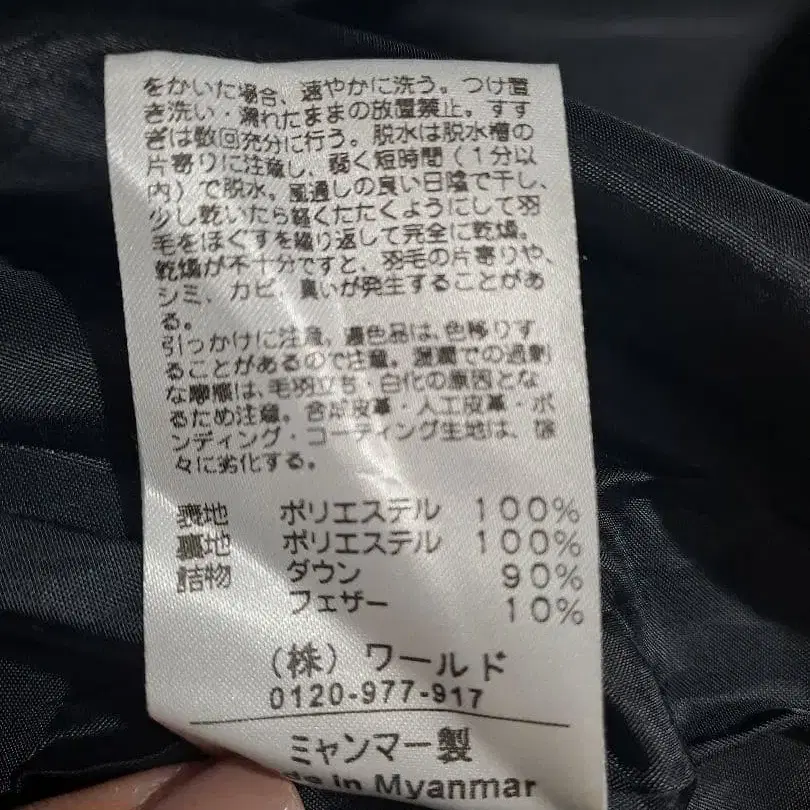 をかいた場合、速やかに洗う。つけ置
き洗い・濡れたままの放置禁止。すす
ぎは数回充分に行う。脱水は脱水槽の
片寄りに注意し、弱く短時間(1分以
内)で脱水。風通しの良い日陰で干し、
少し乾いたら軽くたたくようにして羽
毛をほぐすを繰り返して完全に乾燥。
乾燥が不十分ですと、羽毛の片寄りや、
シミ、カビ、臭いが発生することがあ
る。
引っかけに注意。濃色品は、色移りす
ることがあるので注意。湿潤での過剰
な摩擦は、毛羽立ち・白化の原因とな
るため注意。合成皮革・人工皮革・ボ
ンディング・コーティング生地は、徐
々に劣化する。
表地 ポリエステル 100%
裏地 ポリエステル 100%
詰物 ダウン 90%
フェザー 10%
(株)ワールド
0120-977-917
ミャンマー製
in Myanmar